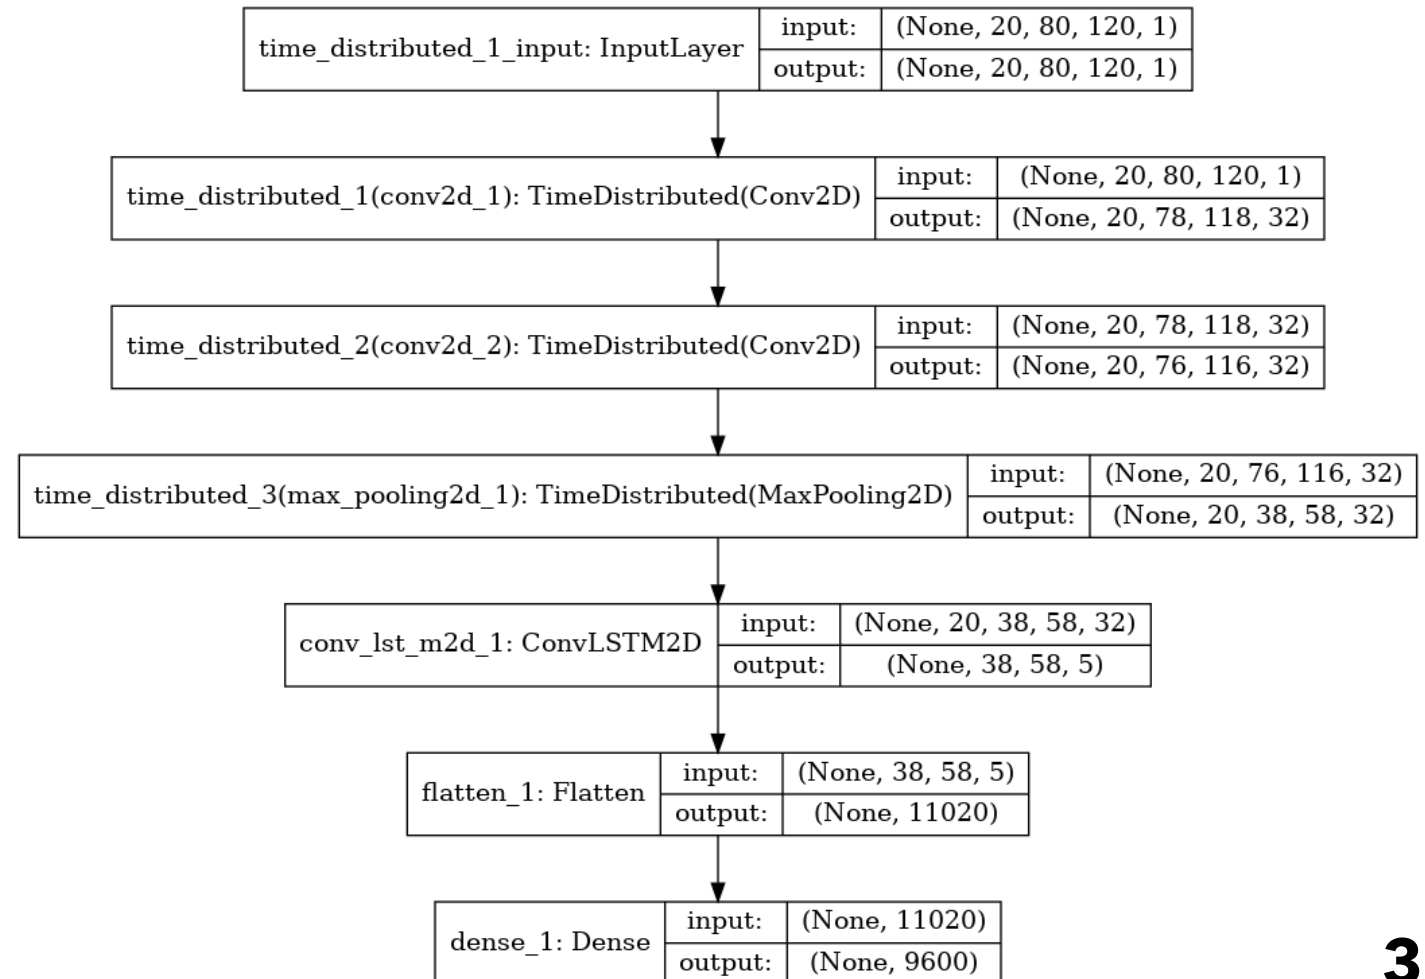 time_distributed_1_input: InputLayer
input: (None, 20, 80, 120, 1)
output: (None, 20, 80, 120, 1)
time_distributed_1(conv2d_1): TimeDistributed(Conv2D)
input: (None, 20, 80, 120, 1)
output: (None, 20, 78, 118, 32)
time_distributed_2(conv2d_2): TimeDistributed(Conv2D)
input: (None, 20, 78, 118, 32)
output: (None, 20, 76, 116, 32)
time_distributed_3(max_pooling2d_1): TimeDistributed(MaxPooling2D)
input: (None, 20, 76, 116, 32)
output: (None, 20, 38, 58, 32)
conv_lst_m2d_1: ConvLSTM2D
input: (None, 20, 38, 58, 32)
output: (None, 38, 58, 5)
flatten_1: Flatten
input: (None, 38, 58, 5)
output: (None, 11020)
dense_1: Dense
input: (None, 11020)
output: (None, 9600)
3